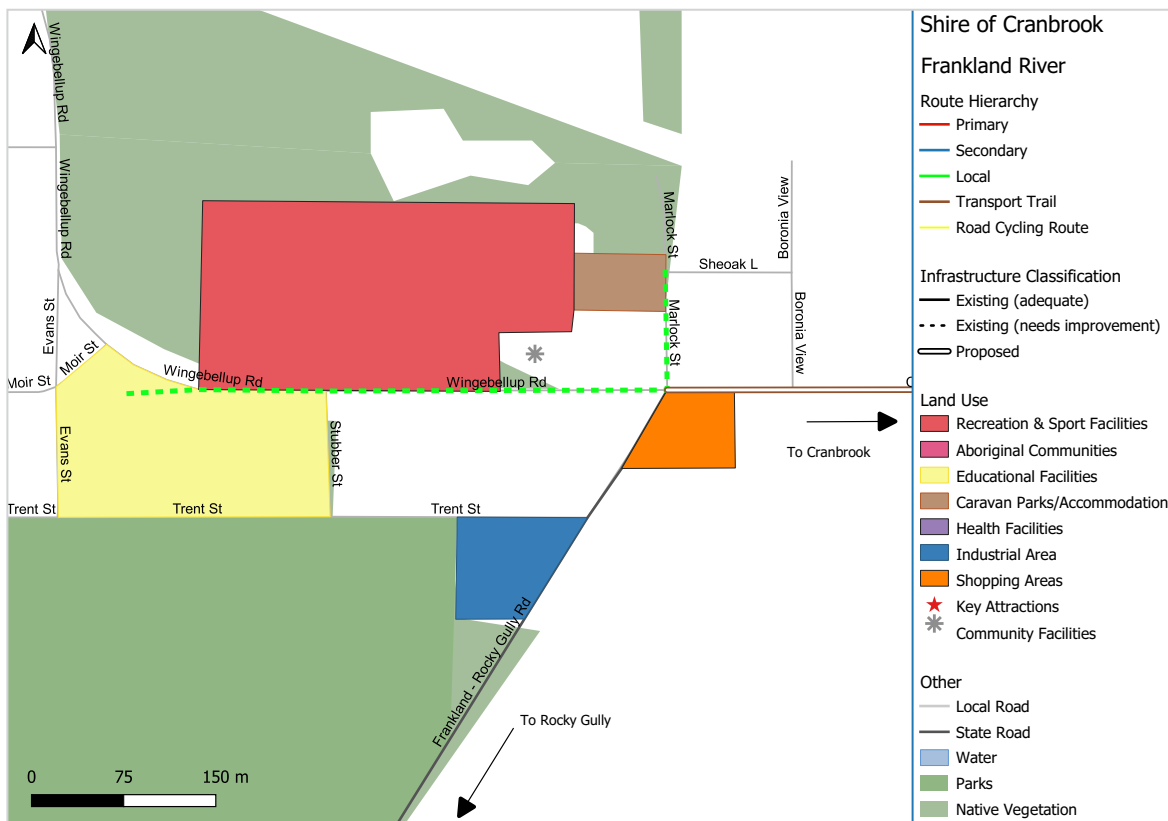 Shire of Cranbrook
Frankland River
Route Hierarchy
Primary
Secondary
Local
Transport Trail
Road Cycling Route
Infrastructure Classification
Existing (adequate)
Existing (needs improvement)
Proposed
Land Use
Recreation & Sport Facilities
Aboriginal Communities
Educational Facilities
Caravan Parks/Accommodation
Health Facilities
Industrial Area
Shopping Areas
Key Attractions
Community Facilities
Other
Local Road
State Road
Water
Parks
Native Vegetation
Wingebellup Rd
Wingebellup Rd
Marlock St
Boronia View
Sheoak L
Evans St
Marlock St
Boronia View
Moir St
Moir St
Wingebellup Rd
Wingebellup Rd
Evans St
Stubber St
To Cranbrook
Trent St
Trent St
Trent St
Frankland - Rocky Gully Rd
To Rocky Gully
0 75 150 m